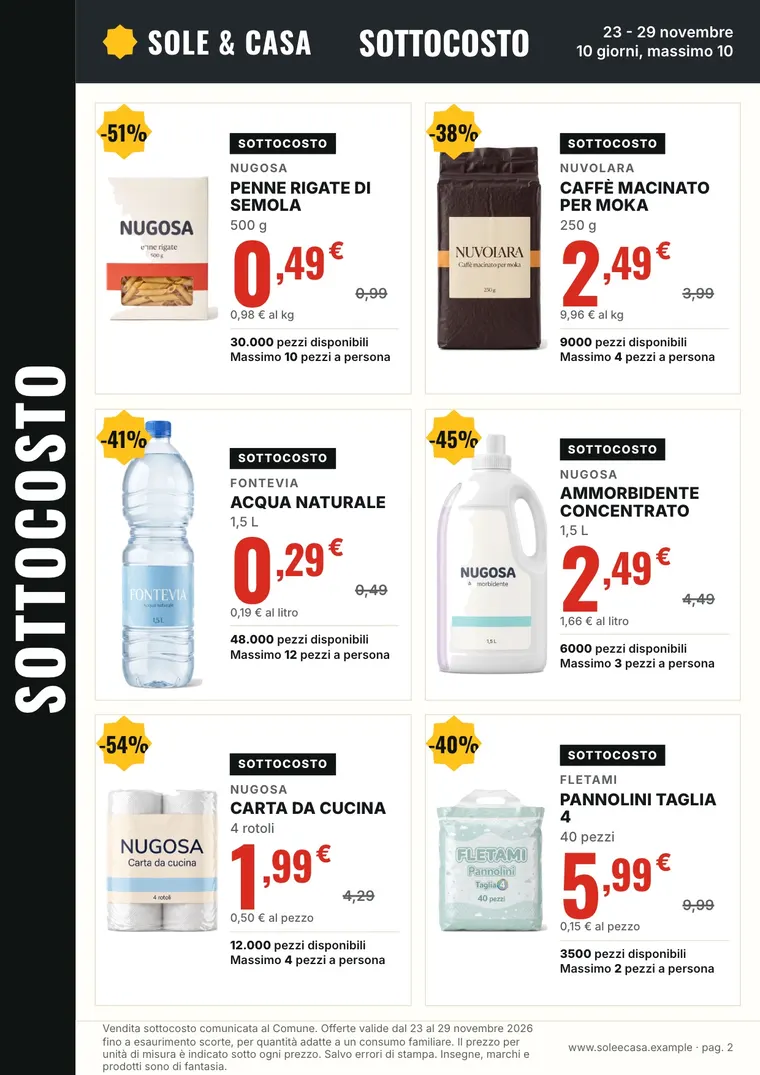 SOTTOCOSTO
SOLE & CASA
SOTTOCOSTO
23 - 29 novembre
10 giorni, massimo 10
-51%
NUGOSA
enne rigate
500 g
SOTTOCOSTO
NUGOSA
PENNE RIGATE DI
SEMOLA
500 g
0,49 €
0,99
0,98 € al kg
30.000 pezzi disponibili
Massimo 10 pezzi a persona
-38%
NUVOLARA
Caffè macinato per moka
250 g
SOTTOCOSTO
NUVOLARA
CAFFÈ MACINATO
PER MOKA
250 g
2,49 €
3,99
9,96 € al kg
9000 pezzi disponibili
Massimo 4 pezzi a persona
-41%
FONTEVIA
1,5 L
SOTTOCOSTO
FONTEVIA
ACQUA NATURALE
1,5 L
0,29 €
0,49
0,19 € al litro
48.000 pezzi disponibili
Massimo 12 pezzi a persona
-45%
NUGOSA
morbidente
1,5 L
SOTTOCOSTO
NUGOSA
AMMORBIDENTE
CONCENTRATO
1,5 L
2,49 €
4,49
1,66 € al litro
6000 pezzi disponibili
Massimo 3 pezzi a persona
-54%
NUGOSA
Carta da cucina
4 rotoli
SOTTOCOSTO
NUGOSA
CARTA DA CUCINA
4 rotoli
1,99 €
4,29
0,50 € al pezzo
12.000 pezzi disponibili
Massimo 4 pezzi a persona
-40%
FLETAMI
Pannolini
Taglia 4
40 pezzi
SOTTOCOSTO
FLETAMI
PANNOLINI TAGLIA
4
40 pezzi
5,99 €
9,99
0,15 € al pezzo
3500 pezzi disponibili
Massimo 2 pezzi a persona
Vendita sottocosto comunicata al Comune. Offerte valide dal 23 al 29 novembre 2026
fino a esaurimento scorte, per quantità adatte a un consumo familiare. Il prezzo per
unità di misura è indicato sotto ogni prezzo. Salvo errori di stampa. Insegne, marchi e
prodotti sono di fantasia.
www.soleecasa.example · pag. 2